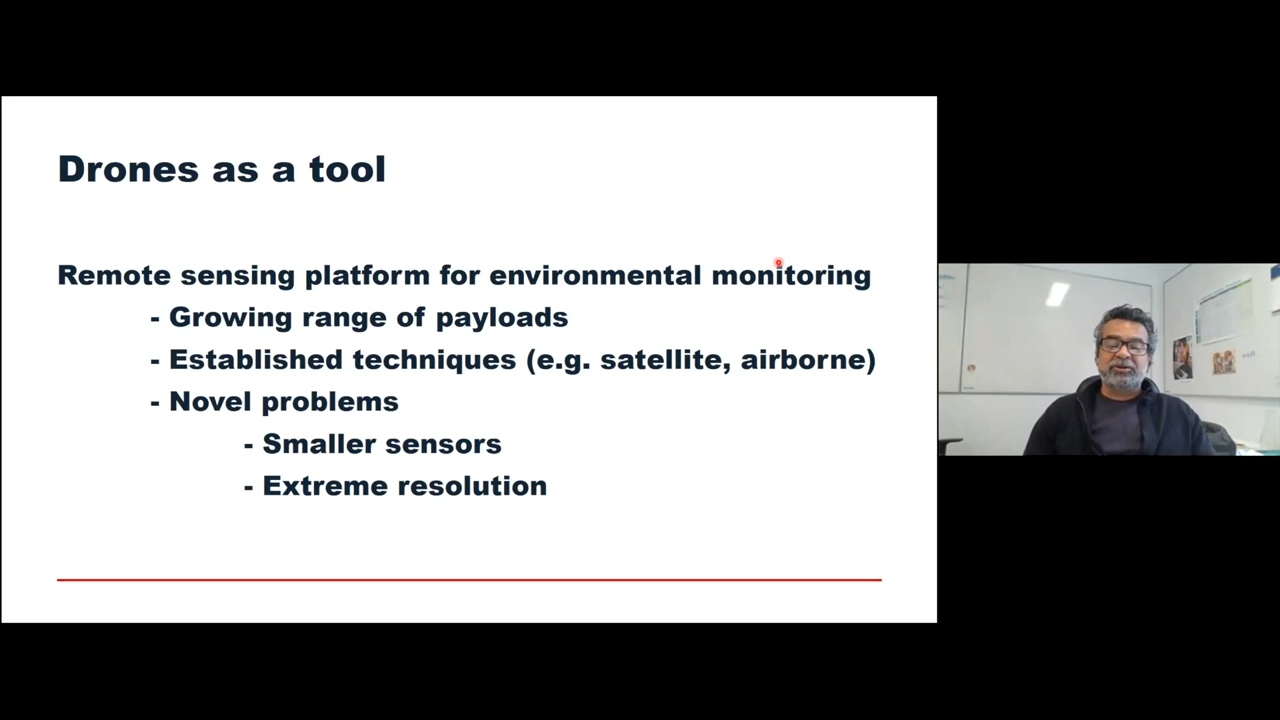 Drones as a tool
Remote sensing platform for environmental monitoring
- Growing range of payloads
- Established techniques (e.g. satellite, airborne)
- Novel problems
- Smaller sensors
- Extreme resolution